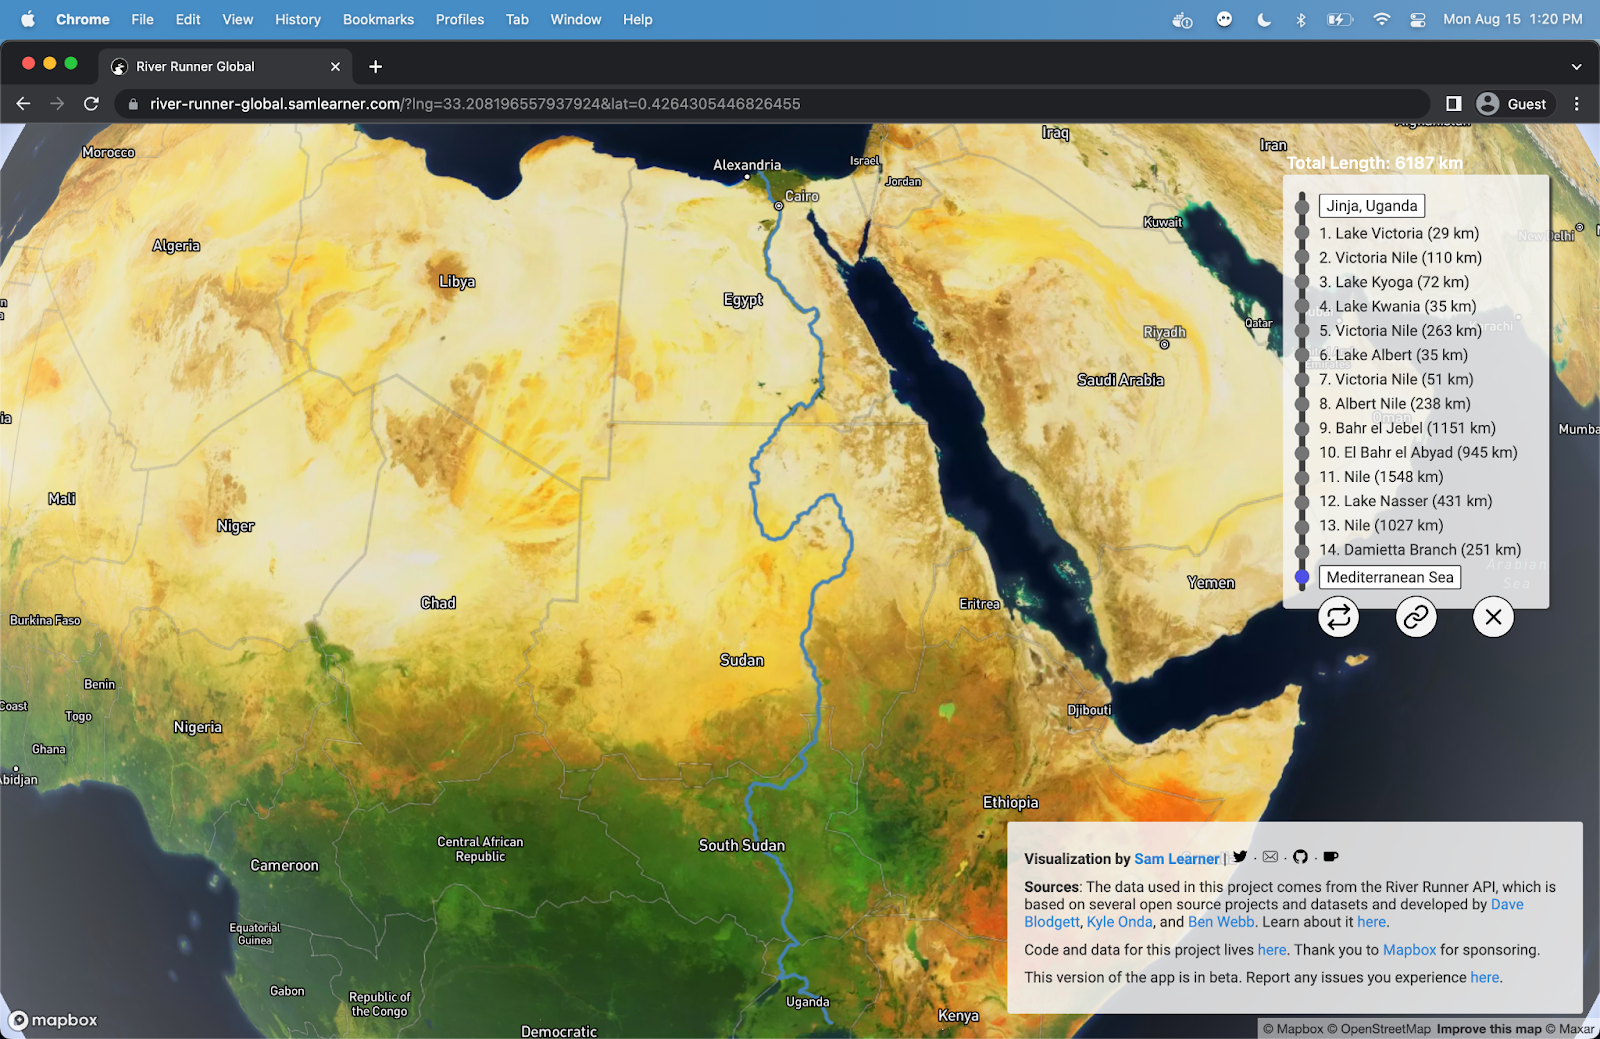 Chrome File Edit View History Bookmarks Profiles Tab Window Help Mon Aug 15 1:20 PM
River Runner Global
river-runner-global.samlearner.com/?lng=33.208196557937924&lat=0.4264305446826455
Guest
Morocco
Algeria
Libya
Alexandria
Cairo
Egypt
Israel
Jordan
Iraq
Iran
Afghanistan
Kuwait
Qatar
Riyadh
Saudi Arabia
New Delhi
Mumba
Oman
Arabian
Sea
Mali
Niger
Chad
Sudan
Eritrea
Yemen
Djibouti
Burkina Faso
Benin
Togo
Coast
Ghana
Abidjan
Nigeria
Cameroon
Central African
Republic
South Sudan
Ethiopia
Equatorial
Guinea
Gabon
Republic of
the Congo
Democratic
Uganda
Kenya
Total Length: 6187 km
Jinja, Uganda
1. Lake Victoria (29 km)
2. Victoria Nile (110 km)
3. Lake Kyoga (72 km)
4. Lake Kwania (35 km)
5. Victoria Nile (263 km)
6. Lake Albert (35 km)
7. Victoria Nile (51 km)
8. Albert Nile (238 km)
9. Bahr el Jebel (1151 km)
10. El Bahr el Abyad (945 km)
11. Nile (1548 km)
12. Lake Nasser (431 km)
13. Nile (1027 km)
14. Damietta Branch (251 km)
Mediterranean Sea
Visualization by Sam Learner |
Sources: The data used in this project comes from the River Runner API, which is
based on several open source projects and datasets and developed by Dave
Blodgett, Kyle Onda, and Ben Webb. Learn about it here.
Code and data for this project lives here. Thank you to Mapbox for sponsoring.
This version of the app is in beta. Report any issues you experience here.
mapbox
© Mapbox © OpenStreetMap Improve this map © Maxar